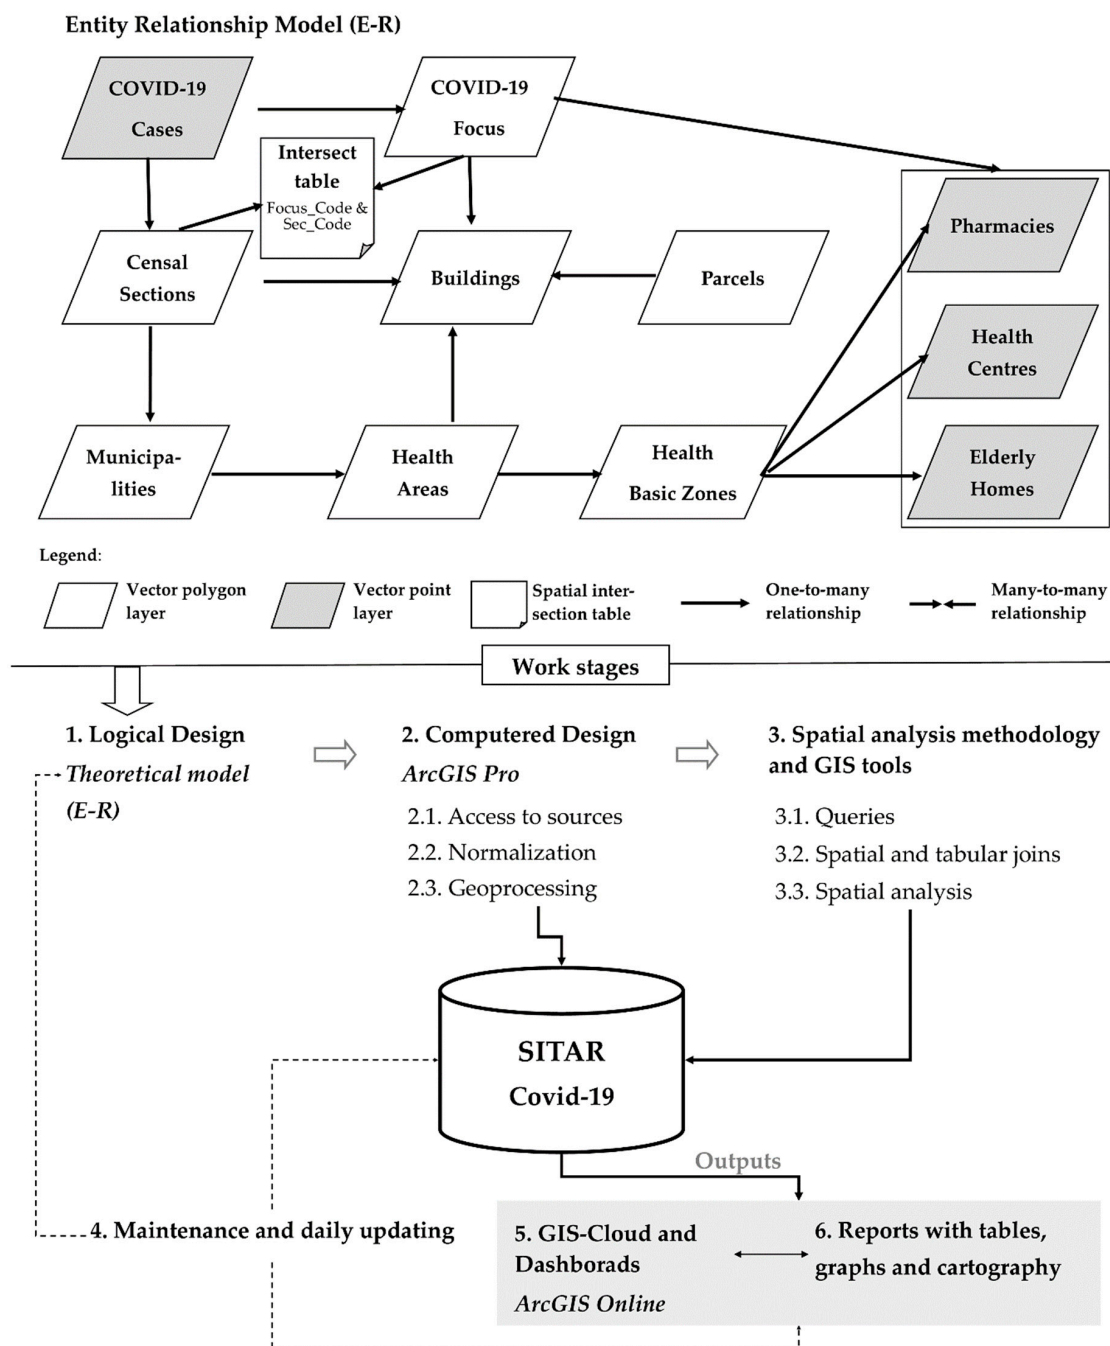 Entity Relationship Model (E-R)
COVID-19
Cases
COVID-19
Focus
Intersect
table
Focus_Code &
Sec_Code
Pharmacies
Censal
Sections
Buildings
Parcels
Health
Centres
Municipa-
lities
Health
Areas
Health
Basic Zones
Elderly
Homes
Legend:
Vector polygon
layer
Vector point
layer
Spatial inter-
section table
One-to-many
relationship
Many-to-many
relationship
Work stages
1. Logical Design
Theoretical model
(E-R)
2. Computered Design
ArcGIS Pro
2.1. Access to sources
2.2. Normalization
2.3. Geoprocessing
3. Spatial analysis methodology
and GIS tools
3.1. Queries
3.2. Spatial and tabular joins
3.3. Spatial analysis
SITAR
Covid-19
Outputs
4. Maintenance and daily updating
5. GIS-Cloud and
Dashborads
ArcGIS Online
6. Reports with tables,
graphs and cartography